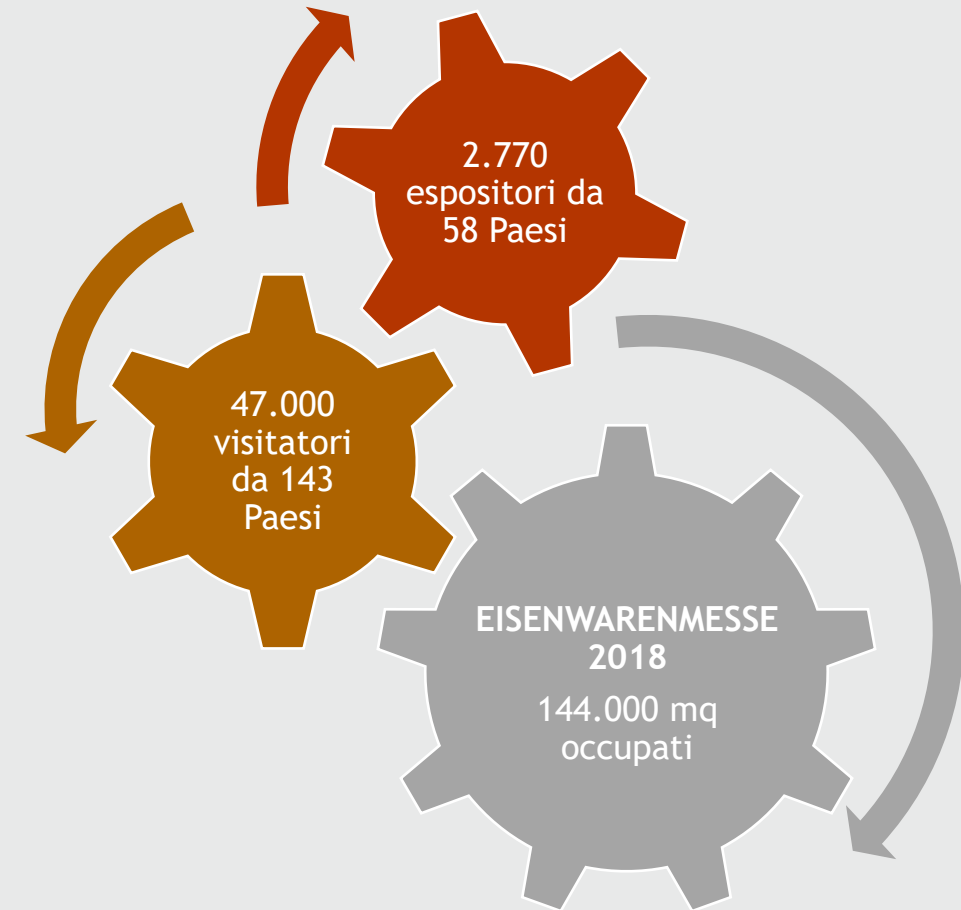 2.770
espositori da
58 Paesi
47.000
visitatori
da 143
Paesi
EISENWARENMESSE
2018
144.000 mq
occupati